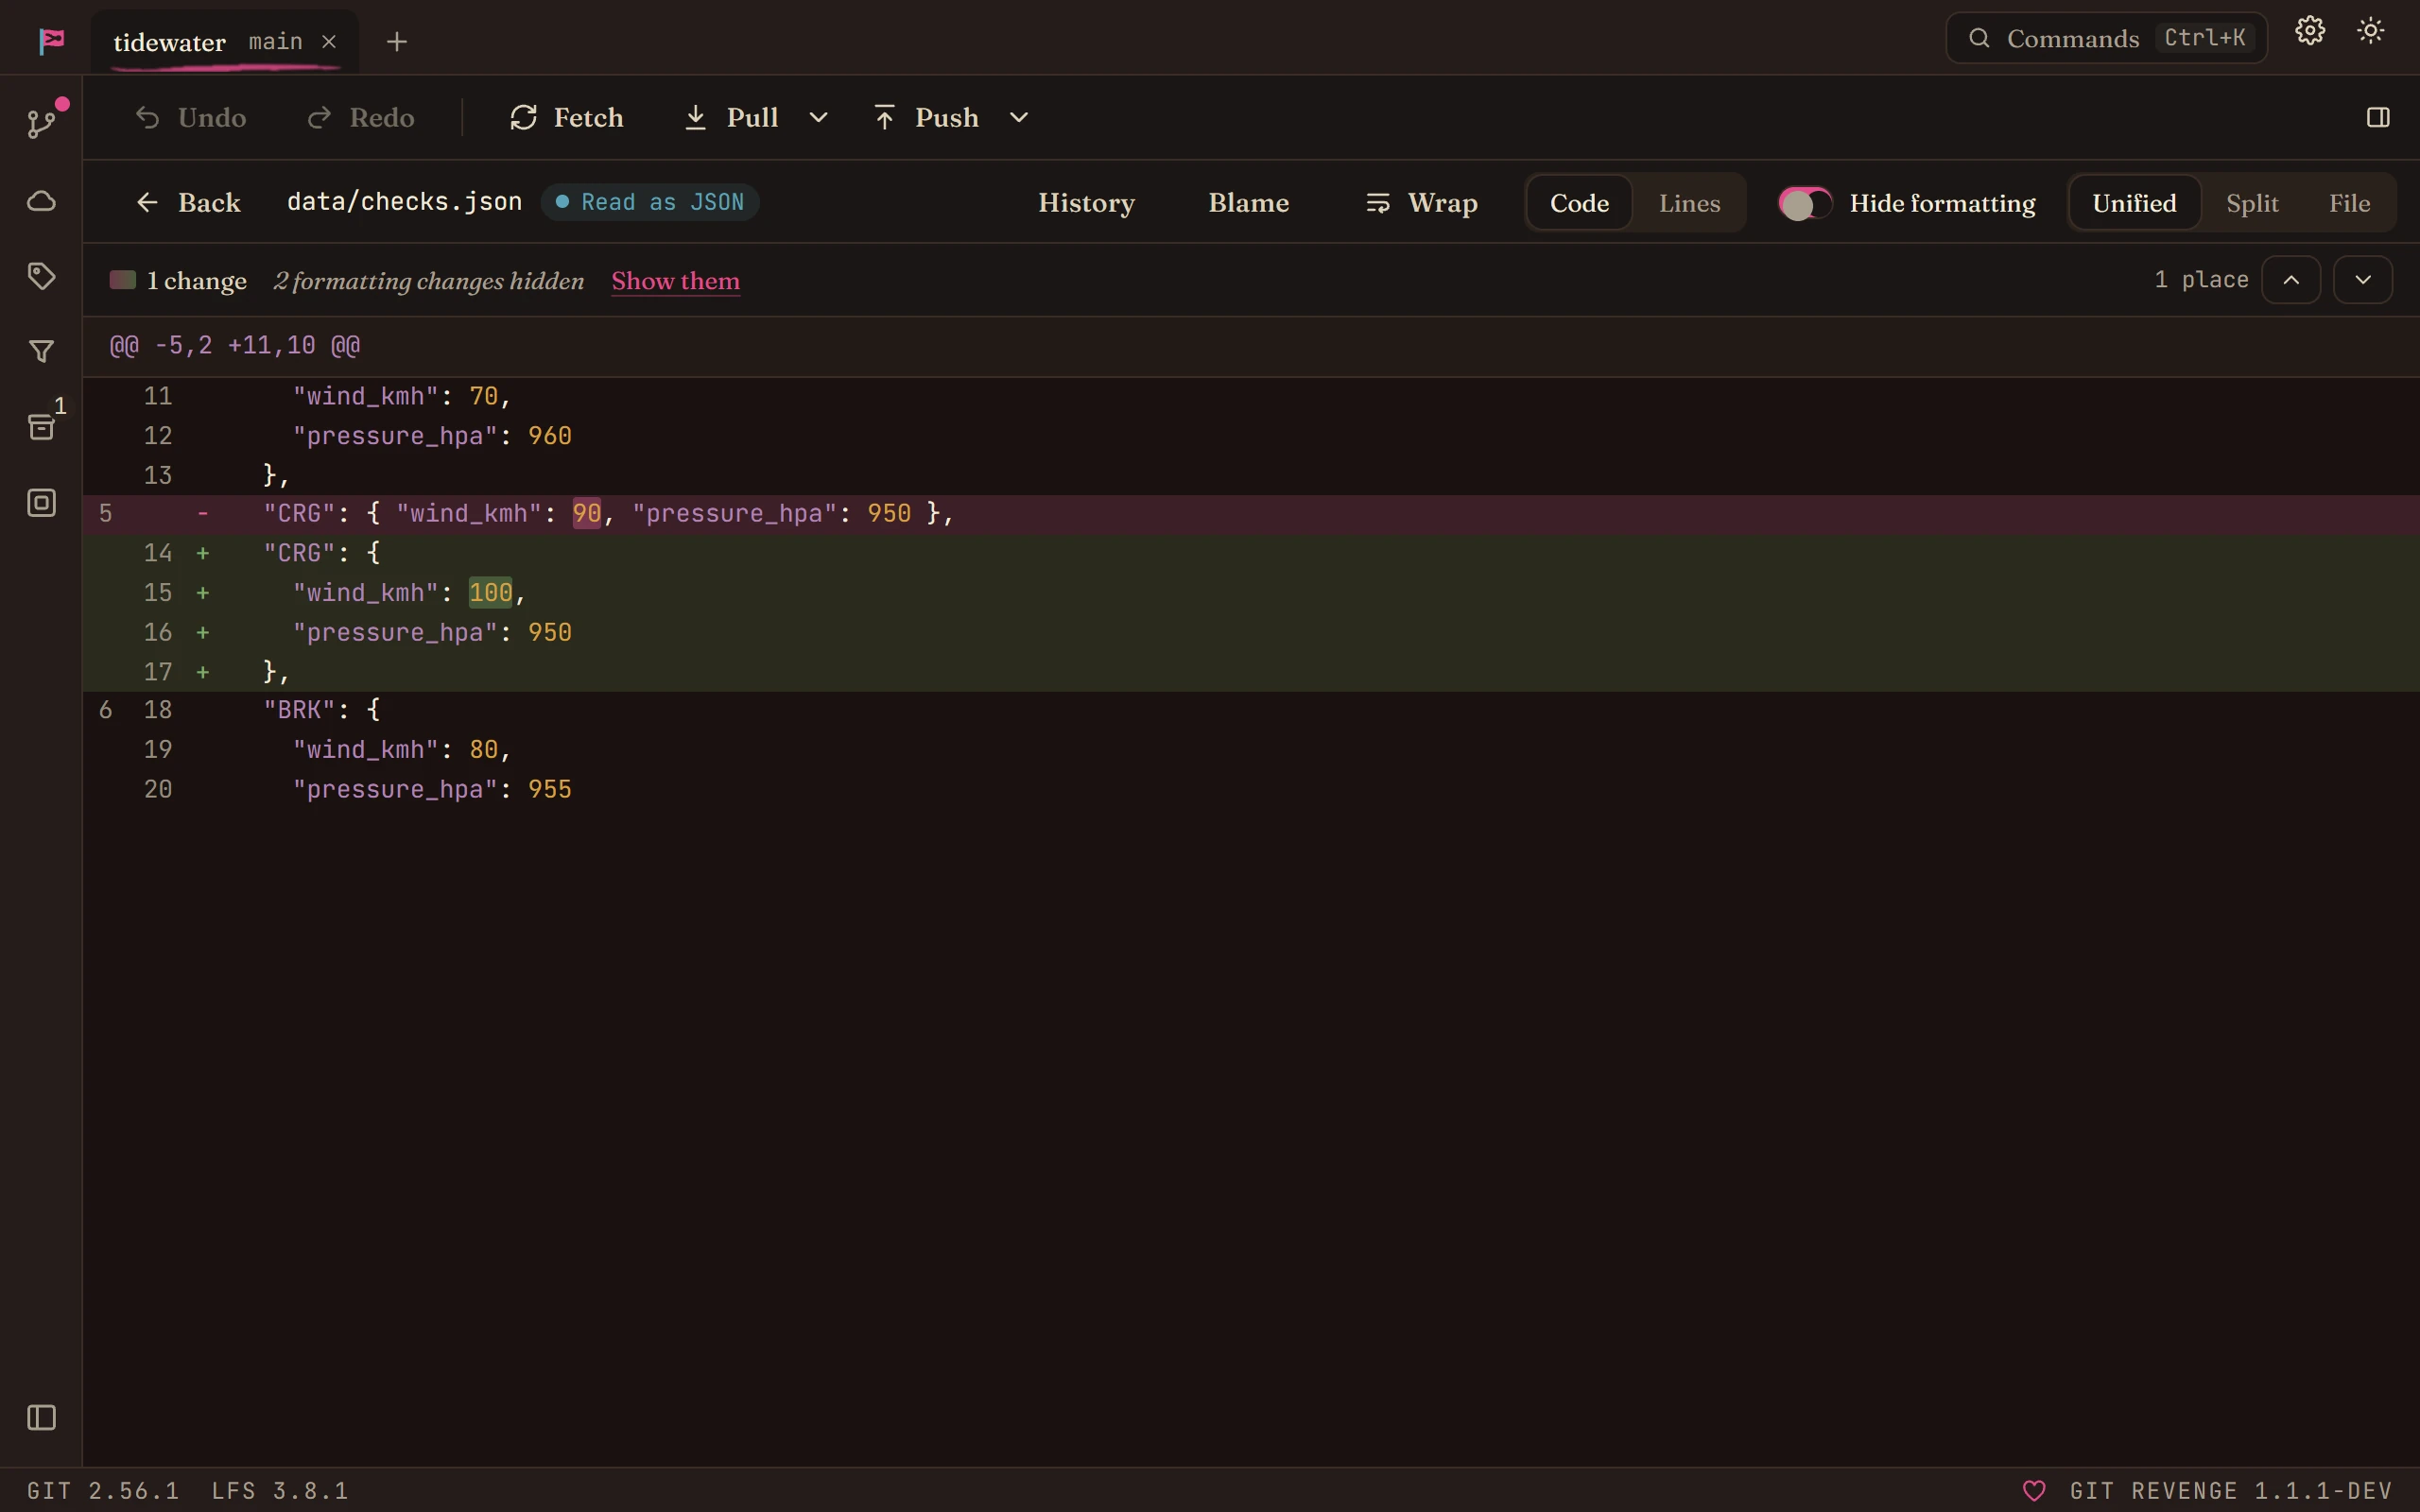 tidewater main
Commands Ctrl+K
Undo Redo Fetch Pull Push
Back data/checks.json Read as JSON History Blame Wrap Code Lines Hide formatting Unified Split File
1 change 2 formatting changes hidden Show them 1 place
@@ -5,2 +11,10 @@
11 "wind_kmh": 70,
12 "pressure_hpa": 960
13 },
5 - "CRG": { "wind_kmh": 90, "pressure_hpa": 950 },
14 + "CRG": {
15 + "wind_kmh": 100,
16 + "pressure_hpa": 950
17 + },
6 18 "BRK": {
19 "wind_kmh": 80,
20 "pressure_hpa": 955
1
GIT 2.56.1 LFS 3.8.1
GIT REVENGE 1.1.1-DEV